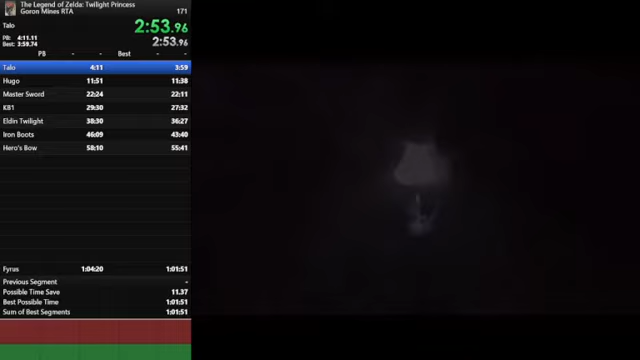 The Legend of Zelda: Twilight Princess
Goron Mines RTA 171
Talo 2:53.96
PB: 4:11.11
Best: 3:58.74 2:53.96
PB - - Best - -
Talo 4:11 3:59
Hugo 11:51 11:38
Master Sword 22:24 22:11
KB1 29:30 27:32
Eldin Twilight 38:30 36:27
Iron Boots 46:09 43:40
Hero's Bow 58:10 55:41
Fyrus 1:04:20 1:01:51
Previous Segment -
Possible Time Save 11.37
Best Possible Time 1:01:51
Sum of Best Segments 1:01:51